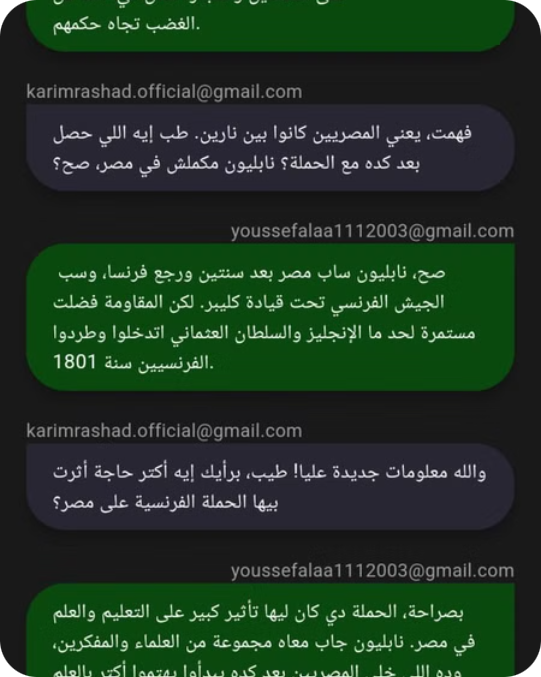 الغضب تجاه حكمهم.
karimrashad.official@gmail.com
فهمت، يعني المصريين كانوا بين نارين. طب إيه اللي حصل
بعد كده مع الحملة؟ نابليون مكملش في مصر، صح؟
youssefalaa1112003@gmail.com
صح، نابليون ساب مصر بعد سنتين ورجع فرنسا، وسب
الجيش الفرنسي تحت قيادة كليبر. لكن المقاومة فضلت
مستمرة لحد ما الإنجليز والسلطان العثماني اتدخلوا وطردوا
الفرنسيين سنة 1801.
karimrashad.official@gmail.com
والله معلومات جديدة عليا! طيب، برأيك إيه أكتر حاجة أثرت
بيها الحملة الفرنسية على مصر؟
youssefalaa1112003@gmail.com
بصراحة، الحملة دي كان ليها تأثير كبير على التعليم والعلم
في مصر. نابليون جاب معاه مجموعة من العلماء والمفكرين،
وده اللي خلى المصريين بعد كده يبدأوا يهتموا أكتر بالعلم